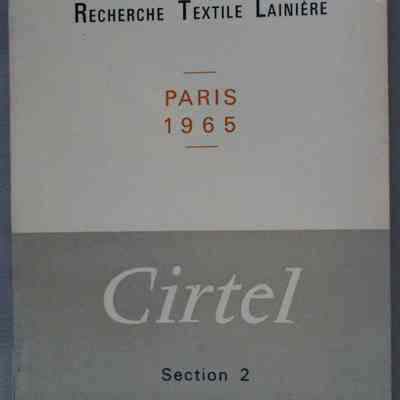 Recherche Textile Lainière
PARIS
1965
Cirtel
Section 2